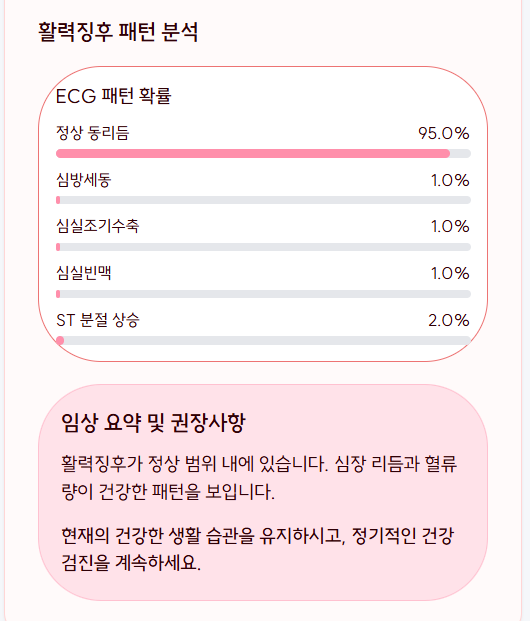 활력징후 패턴 분석
ECG 패턴 확률
정상 동리듬 95.0%
심방세동 1.0%
심실조기수축 1.0%
심실빈맥 1.0%
ST 분절 상승 2.0%
임상 요약 및 권장사항
활력징후가 정상 범위 내에 있습니다. 심장 리듬과 혈류
량이 건강한 패턴을 보입니다.
현재의 건강한 생활 습관을 유지하시고, 정기적인 건강
검진을 계속하세요.